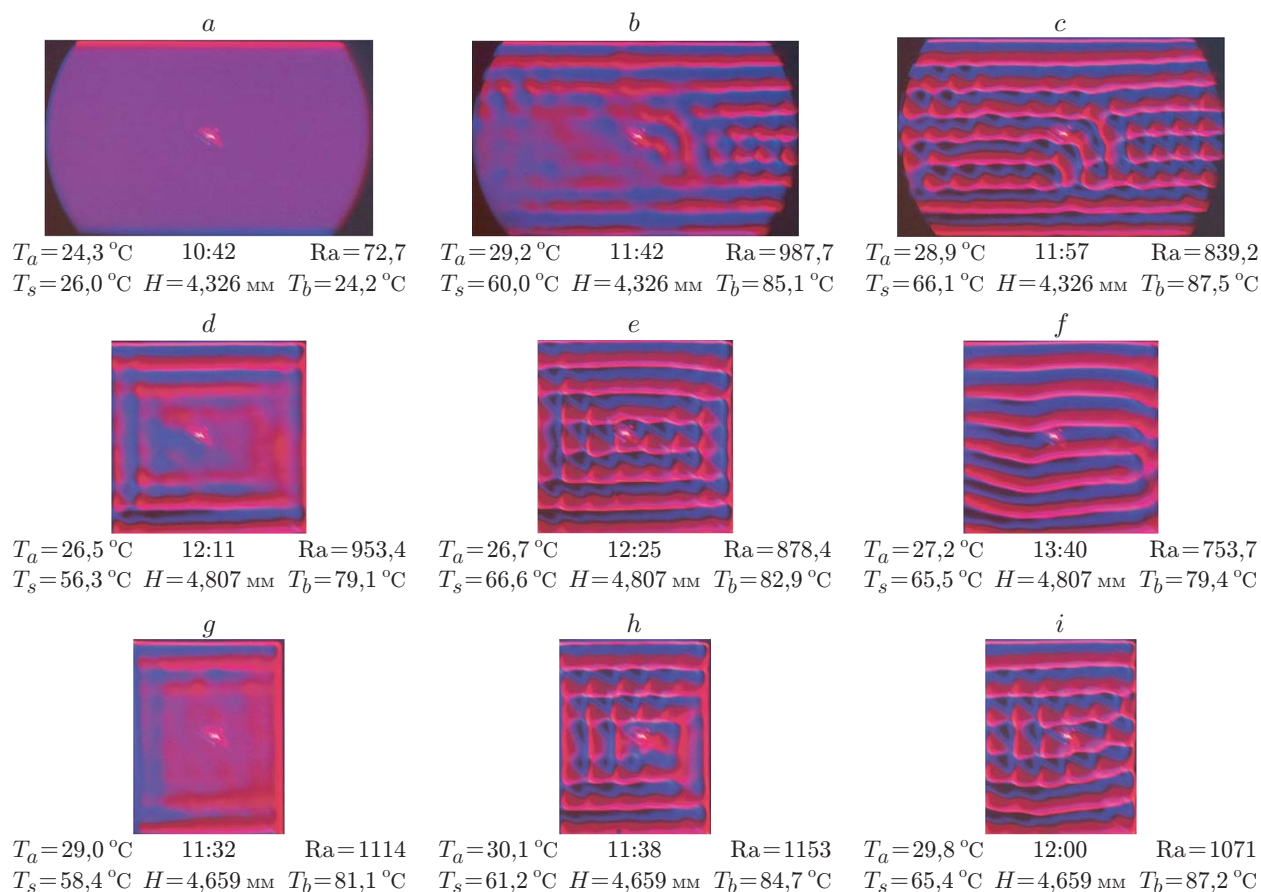 a b c
T_a=24,3 °C 10:42 Ra=72,7 T_a=29,2 °C 11:42 Ra=987,7 T_a=28,9 °C 11:57 Ra=839,2
T_s=26,0 °C H=4,326 мм T_b=24,2 °C T_s=60,0 °C H=4,326 мм T_b=85,1 °C T_s=66,1 °C H=4,326 мм T_b=87,5 °C
d e f
T_a=26,5 °C 12:11 Ra=953,4 T_a=26,7 °C 12:25 Ra=878,4 T_a=27,2 °C 13:40 Ra=753,7
T_s=56,3 °C H=4,807 мм T_b=79,1 °C T_s=66,6 °C H=4,807 мм T_b=82,9 °C T_s=65,5 °C H=4,807 мм T_b=79,4 °C
g h i
T_a=29,0 °C 11:32 Ra=1114 T_a=30,1 °C 11:38 Ra=1153 T_a=29,8 °C 12:00 Ra=1071
T_s=58,4 °C H=4,659 мм T_b=81,1 °C T_s=61,2 °C H=4,659 мм T_b=84,7 °C T_s=65,4 °C H=4,659 мм T_b=87,2 °C